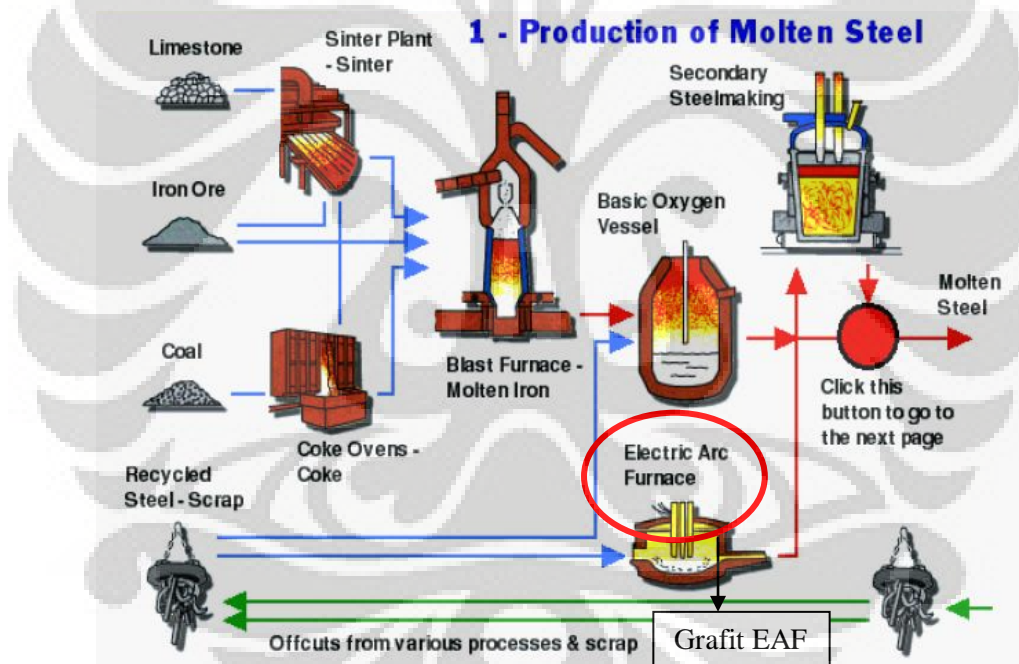 1 - Production of Molten Steel
Limestone
Sinter Plant
- Sinter
Secondary
Steelmaking
Iron Ore
Basic Oxygen
Vessel
Molten
Steel
Coal
Blast Furnace -
Molten Iron
Click this
button to go to
the next page
Coke Ovens -
Coke
Electric Arc
Furnace
Recycled
Steel - Scrap
Offcuts from various processes & scrap
Grafit EAF